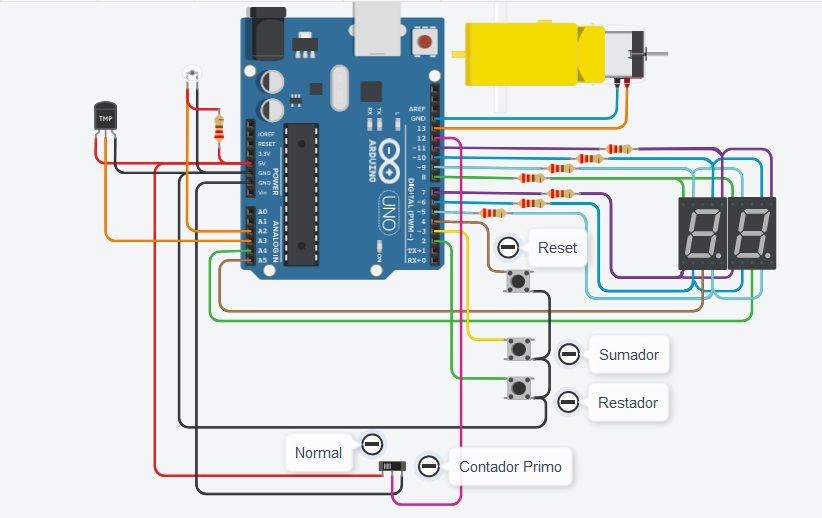 TMP
IOREF
RESET
3.3V
5V
GND
GND
Vin
POWER
A0
A1
A2
A3
A4
A5
ANALOG IN
AREF
GND
13
12
~11
~10
~9
8
7
~6
~5
4
~3
2
TX→1
RX←0
DIGITAL (PWM~)
RX
TX
L
ARDUINO
UNO
ON
Reset
Sumador
Restador
Normal
Contador Primo
8.8.